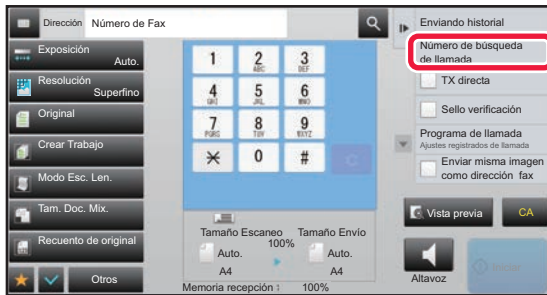 Dirección Número de Fax
Exposición
Auto.
Resolución
Superfino
Original
Crear Trabajo
Modo Esc. Len.
Tam. Doc. Mix.
Recuento de original
Otros
1 2 3
ABC DEF
4 5 6
GHI JKL MNO
7 8 9
PQRS TUV WXYZ
0 #
C
Tamaño Escaneo Tamaño Envío
100%
Auto. Auto.
A4 A4
Memoria recepción : 100%
Enviando historial
Número de búsqueda
de llamada
TX directa
Sello verificación
Programa de llamada
Ajustes registrados de llamada
Enviar misma imagen
como dirección fax
Vista previa CA
Altavoz